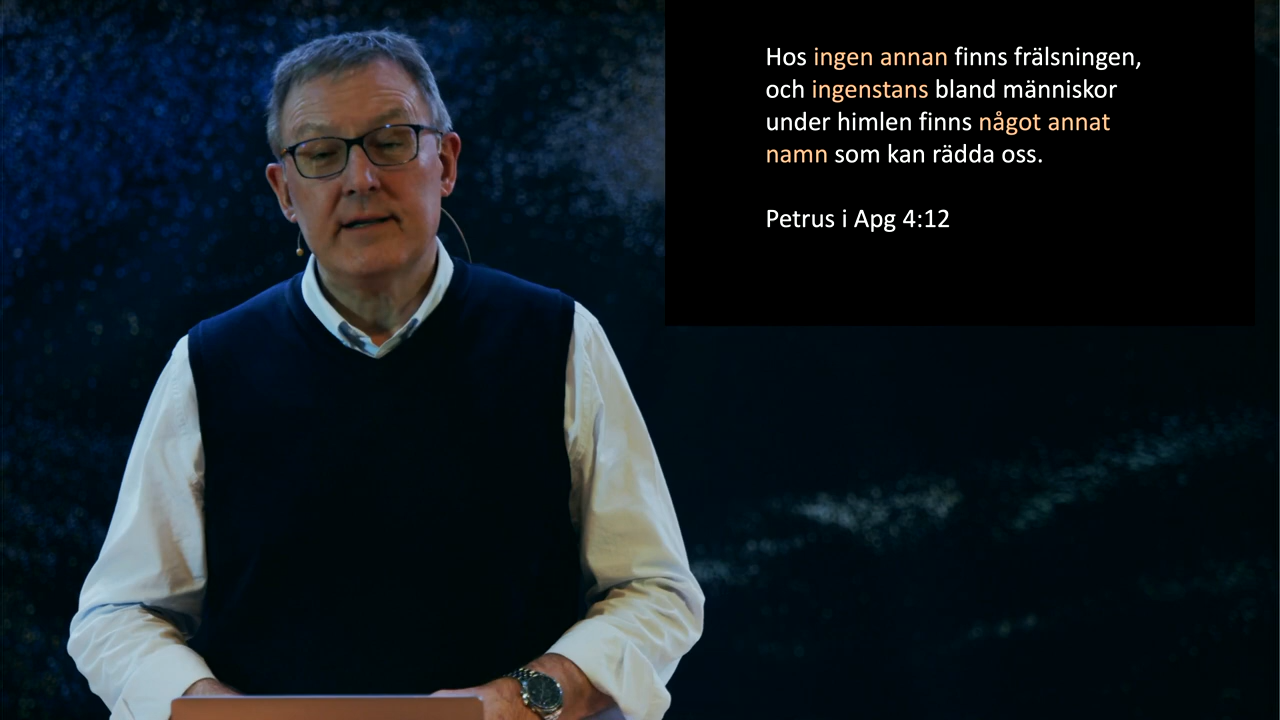 Hos ingen annan finns frälsningen,
och ingenstans bland människor
under himlen finns något annat
namn som kan rädda oss.
Petrus i Apg 4:12